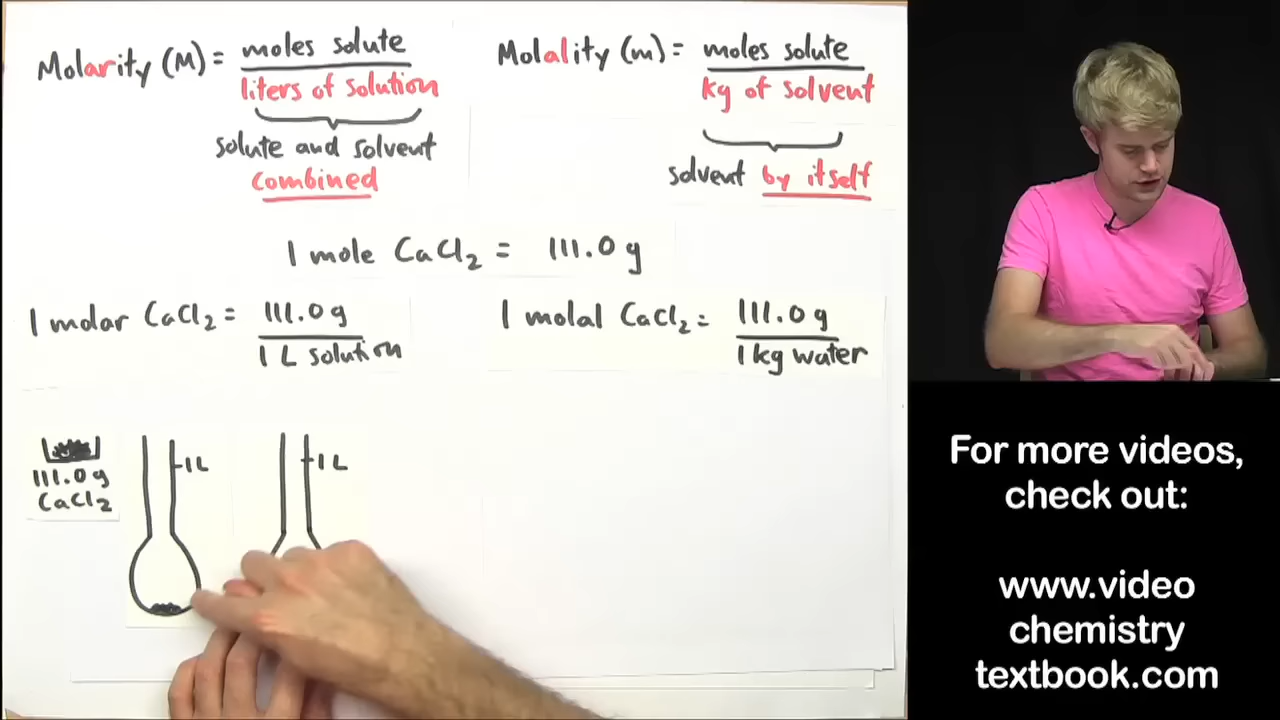 Molarity (M) = moles solute
liters of solution
solute and solvent
combined
Molality (m) = moles solute
kg of solvent
solvent by itself
1 mole CaCl2 = 111.0 g
1 molar CaCl2 = 111.0 g
1 L solution
1 molal CaCl2 = 111.0 g
1 kg water
111.0 g
CaCl2
1 L
1 L
For more videos,
check out:
www.video
chemistry
textbook.com